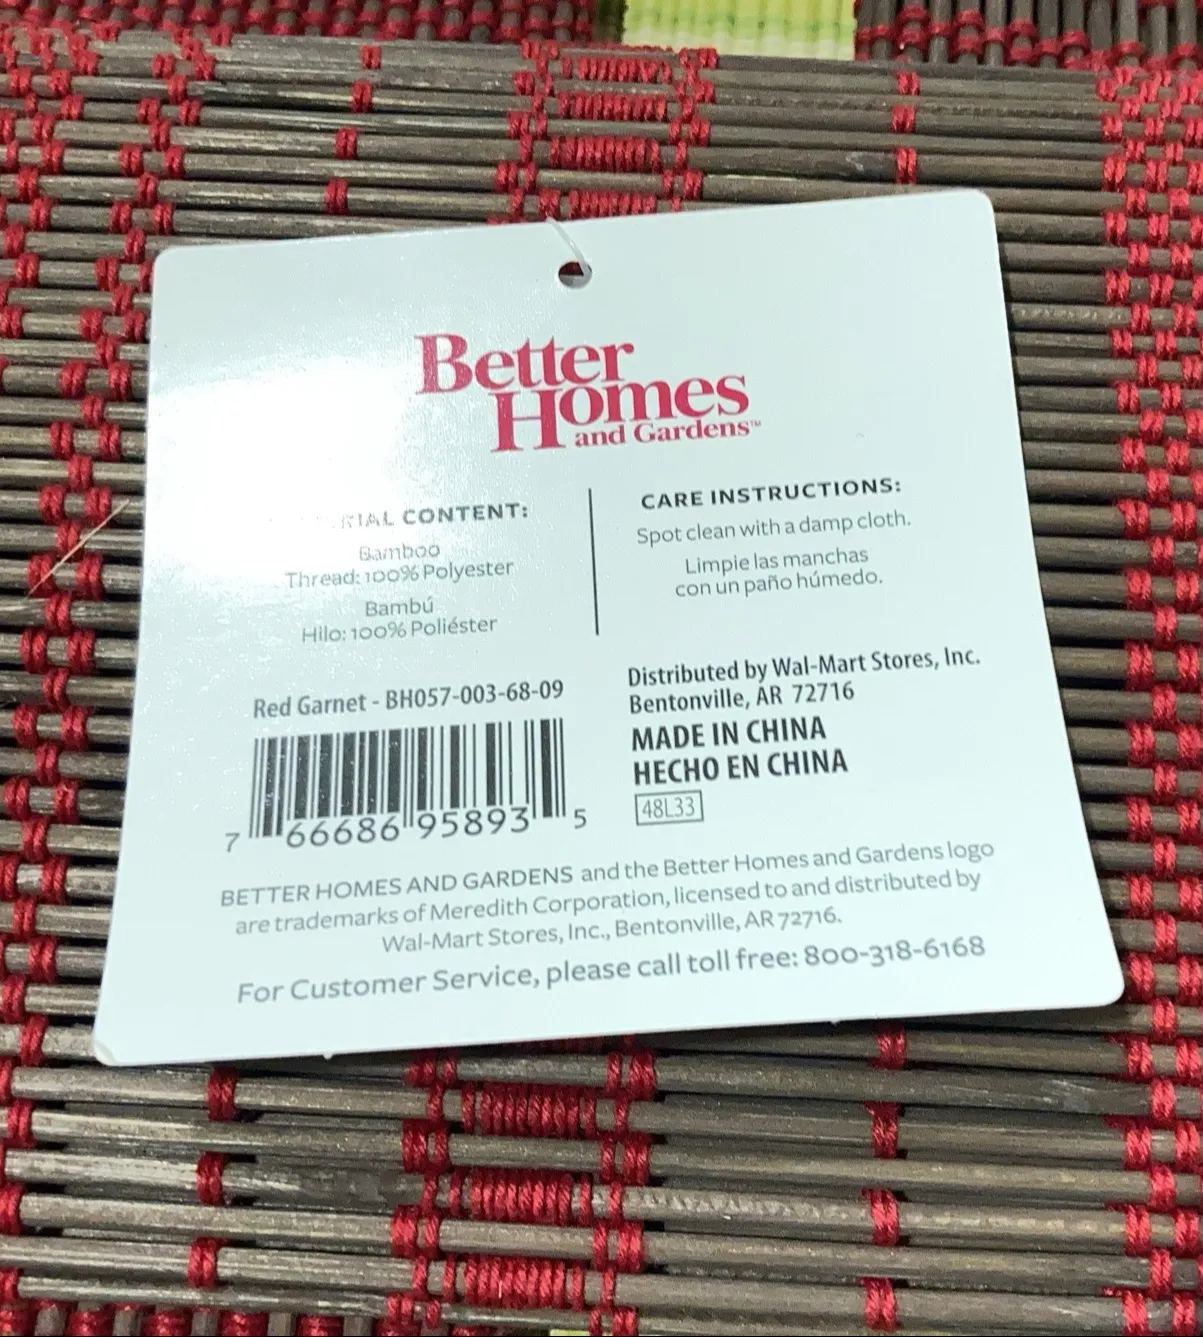 Better
Homes
and Gardens™
RIAL CONTENT:
Bamboo
Thread: 100% Polyester
Bambú
Hilo: 100% Poliéster
CARE INSTRUCTIONS:
Spot clean with a damp cloth.
Limpie las manchas
con un paño húmedo.
Red Garnet - BH057-003-68-09
7 66686 95893 5
Distributed by Wal-Mart Stores, Inc.
Bentonville, AR 72716
MADE IN CHINA
HECHO EN CHINA
48L33
BETTER HOMES AND GARDENS and the Better Homes and Gardens logo
are trademarks of Meredith Corporation, licensed to and distributed by
Wal-Mart Stores, Inc., Bentonville, AR 72716.
For Customer Service, please call toll free: 800-318-6168